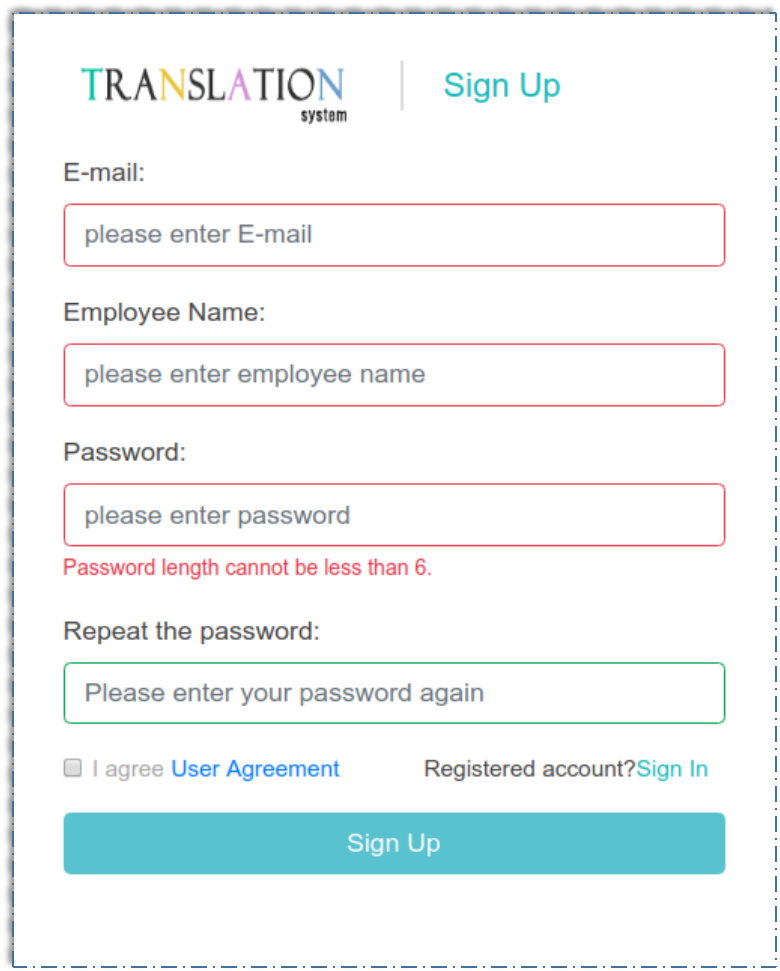 TRANSLATION
system
Sign Up
E-mail:
please enter E-mail
Employee Name:
please enter employee name
Password:
please enter password
Password length cannot be less than 6.
Repeat the password:
Please enter your password again
I agree User Agreement
Registered account?Sign In
Sign Up